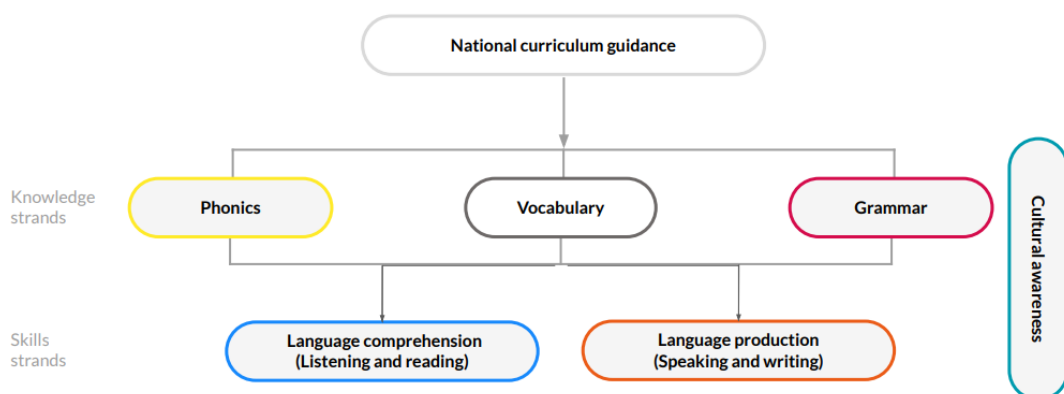 National curriculum guidance
Knowledge
strands
Phonics
Vocabulary
Grammar
Cultural awareness
Skills
strands
Language comprehension
(Listening and reading)
Language production
(Speaking and writing)